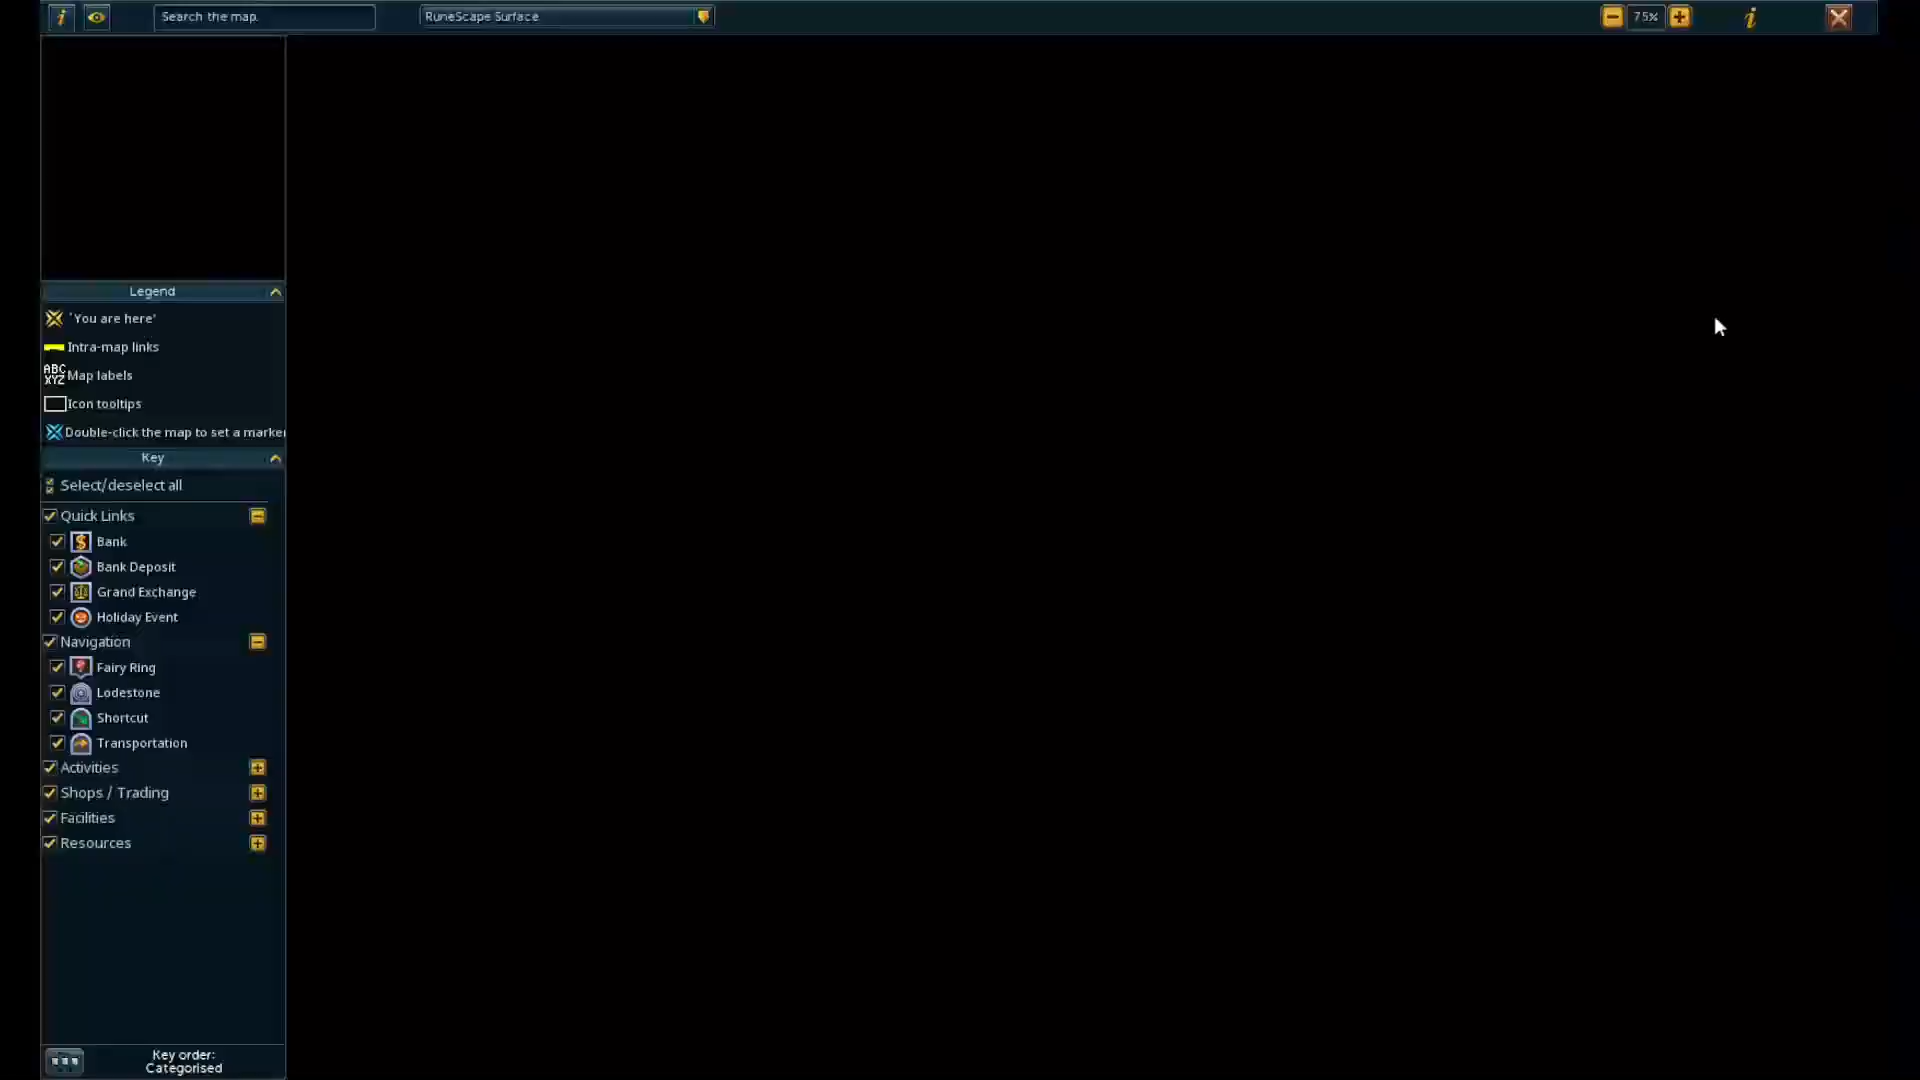 Search the map.
RuneScape Surface
75%
Legend
'You are here'
Intra-map links
ABC
XYZ
Map labels
Icon tooltips
Double-click the map to set a marker
Key
Select/deselect all
Quick Links
Bank
Bank Deposit
Grand Exchange
Holiday Event
Navigation
Fairy Ring
Lodestone
Shortcut
Transportation
Activities
Shops / Trading
Facilities
Resources
Key order:
Categorised